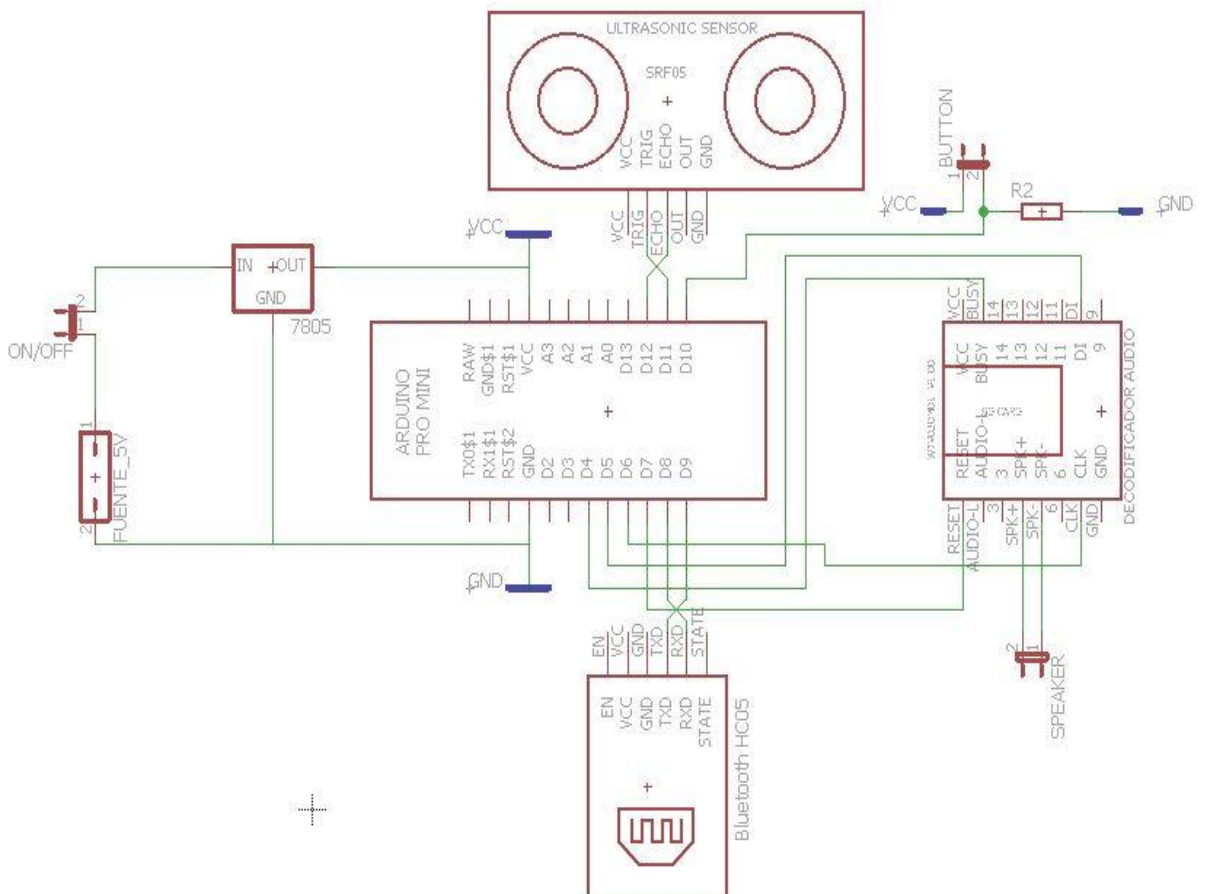 ULTRASONIC SENSOR
SRF05
VCC
TRIG
ECHO
OUT
GND
VCC
TRIG
ECHO
OUT
GND
BUTTON
1
2
VCC
R2
GND
VCC
IN
OUT
GND
7805
2
1
ON/OFF
1
2
FUENTE_5V
GND
ARDUINO
PRO MINI
RAW
GND$1
RST$1
VCC
A3
A2
A1
A0
D13
D12
D11
D10
TX0$1
RX1$1
RST$2
GND
D2
D3
D4
D5
D6
D7
D8
D9
VCC
BUSY
14
13
12
11
DI
9
VCC
BUSY
14
13
12
11
DI
9
SD CARD
RESET
AUDIO-L
3
SPK+
SPK-
6
CLK
GND
RESET
AUDIO-L
3
SPK+
SPK-
6
CLK
GND
DECODIFICADOR AUDIO
2
1
SPEAKER
EN
VCC
GND
TXD
RXD
STATE
EN
VCC
GND
TXD
RXD
STATE
Bluetooth HC05